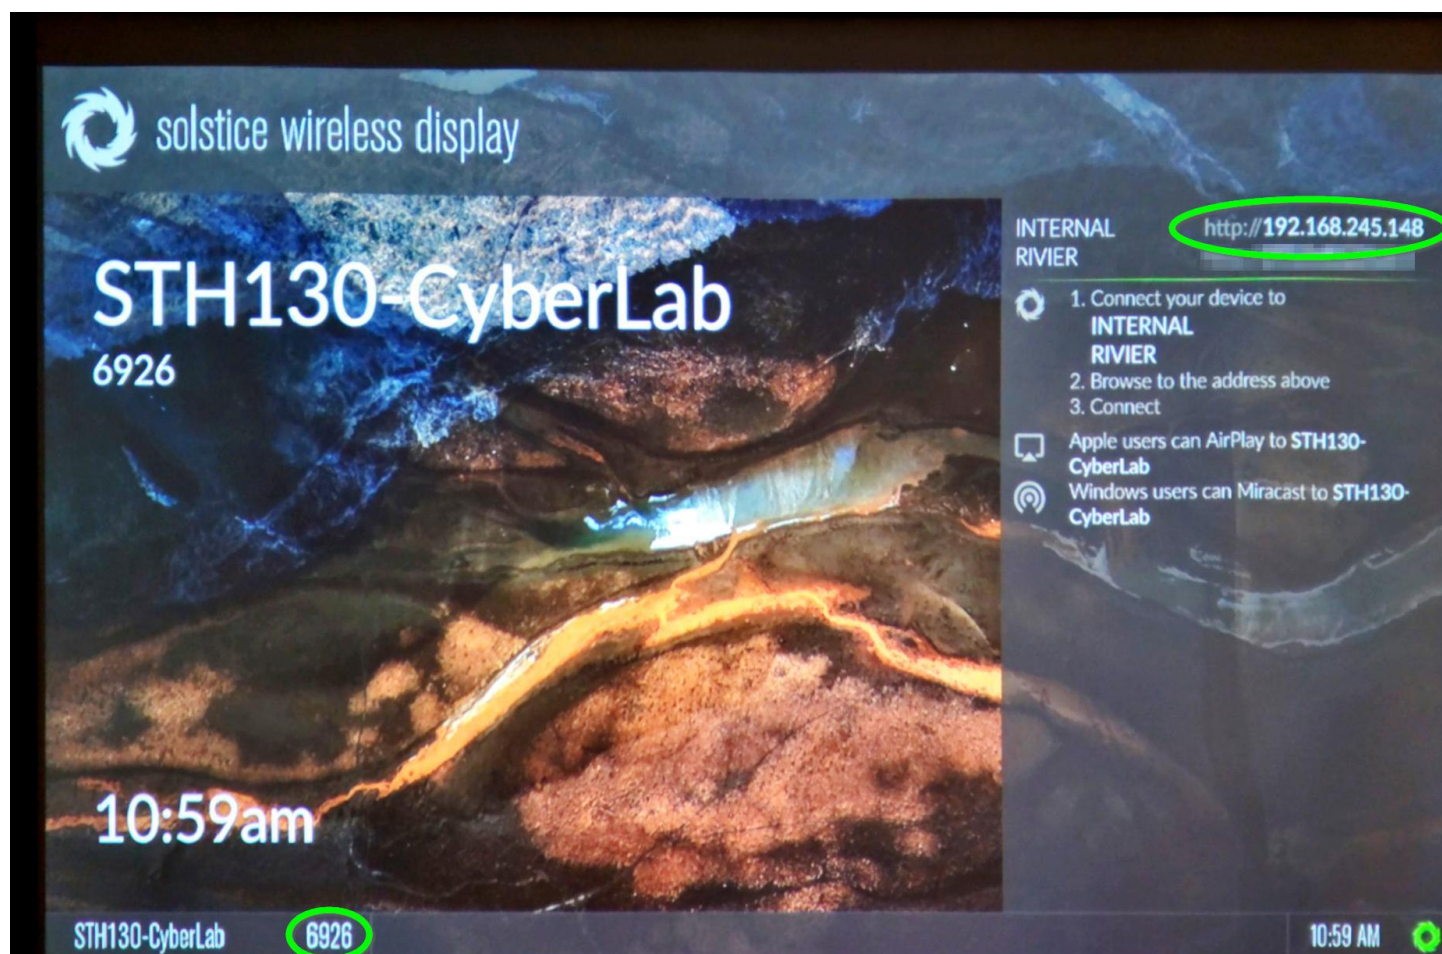 solstice wireless display
STH130-CyberLab
6926
10:59am
INTERNAL http://192.168.245.148
RIVIER
1. Connect your device to
INTERNAL
RIVIER
2. Browse to the address above
3. Connect
Apple users can AirPlay to STH130-
CyberLab
Windows users can Miracast to STH130-
CyberLab
STH130-CyberLab 6926 10:59 AM